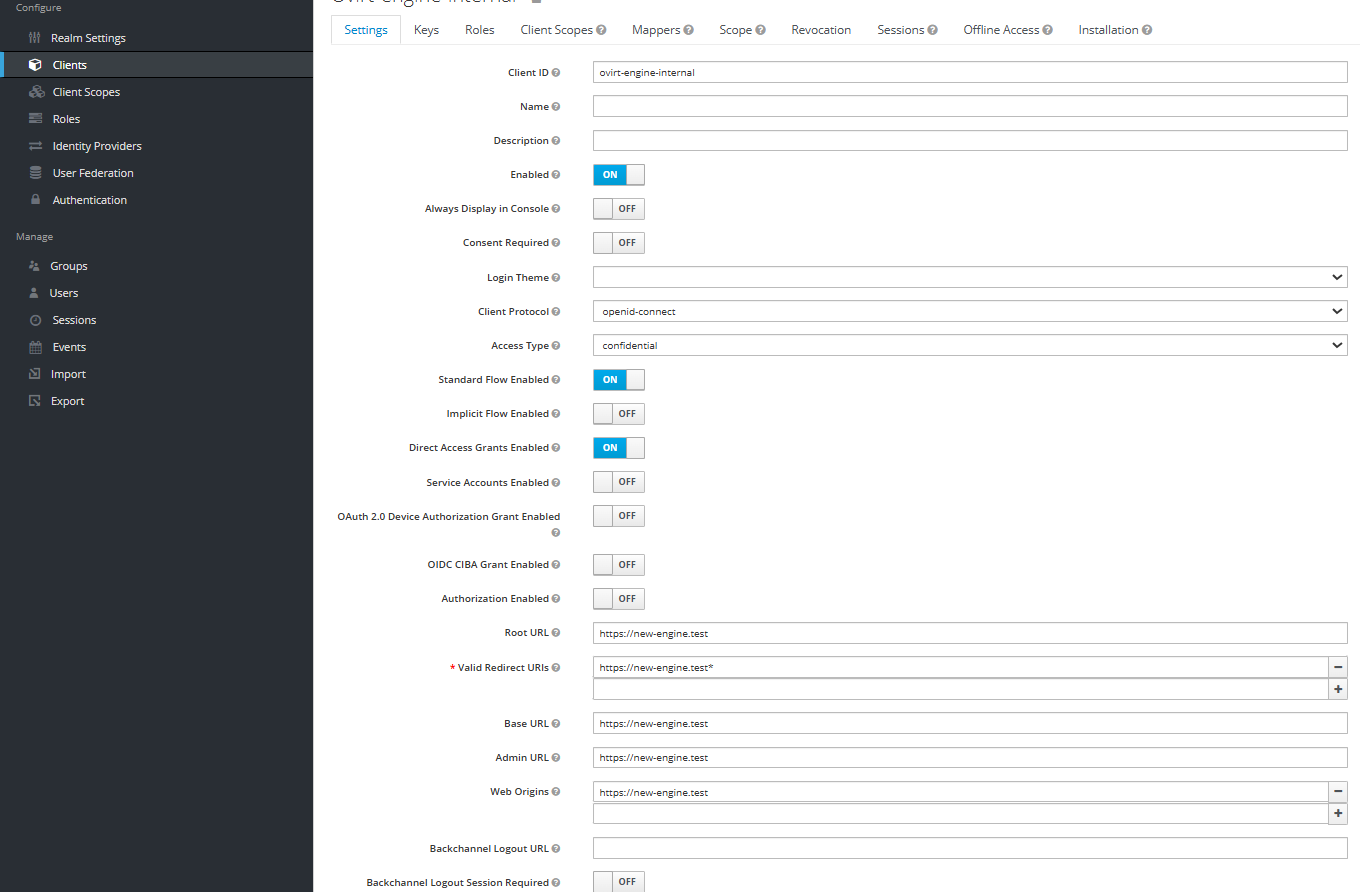 Configure
Realm Settings
Clients
Client Scopes
Roles
Identity Providers
User Federation
Authentication
Manage
Groups
Users
Sessions
Events
Import
Export
ovirt-engine-internal
Settings Keys Roles Client Scopes Mappers Scope Revocation Sessions Offline Access Installation
Client ID ovirt-engine-internal
Name
Description
Enabled ON
Always Display in Console OFF
Consent Required OFF
Login Theme
Client Protocol openid-connect
Access Type confidential
Standard Flow Enabled ON
Implicit Flow Enabled OFF
Direct Access Grants Enabled ON
Service Accounts Enabled OFF
OAuth 2.0 Device Authorization Grant Enabled OFF
OIDC CIBA Grant Enabled OFF
Authorization Enabled OFF
Root URL https://new-engine.test
* Valid Redirect URIs https://new-engine.test*
Base URL https://new-engine.test
Admin URL https://new-engine.test
Web Origins https://new-engine.test
Backchannel Logout URL
Backchannel Logout Session Required OFF